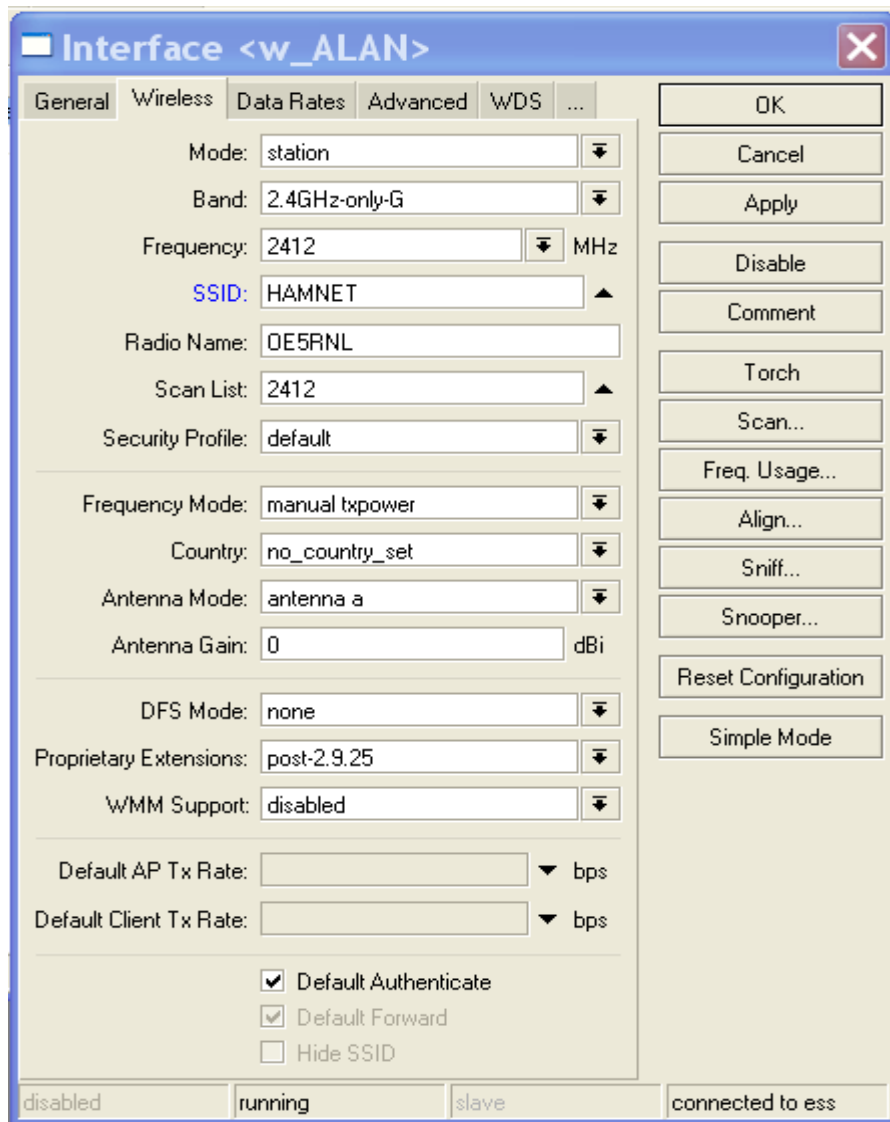 Interface <w_ALAN>
General Wireless Data Rates Advanced WDS ...
Mode: station
Band: 2.4GHz-only-G
Frequency: 2412 MHz
SSID: HAMNET
Radio Name: OE5RNL
Scan List: 2412
Security Profile: default
Frequency Mode: manual txpower
Country: no_country_set
Antenna Mode: antenna a
Antenna Gain: 0 dBi
DFS Mode: none
Proprietary Extensions: post-2.9.25
WMM Support: disabled
Default AP Tx Rate: bps
Default Client Tx Rate: bps
Default Authenticate
Default Forward
Hide SSID
OK
Cancel
Apply
Disable
Comment
Torch
Scan...
Freq. Usage...
Align...
Sniff...
Snooper...
Reset Configuration
Simple Mode
disabled running slave connected to ess